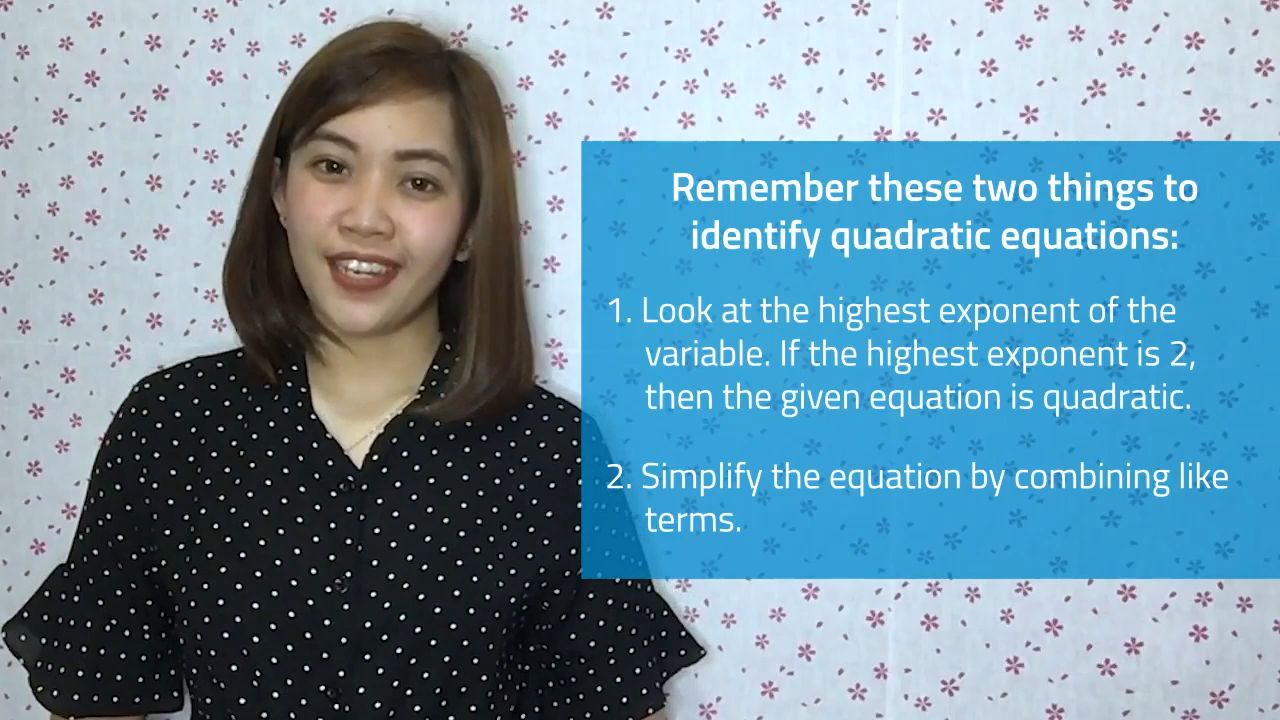 Remember these two things to
identify quadratic equations:
1. Look at the highest exponent of the
variable. If the highest exponent is 2,
then the given equation is quadratic.
2. Simplify the equation by combining like
terms.